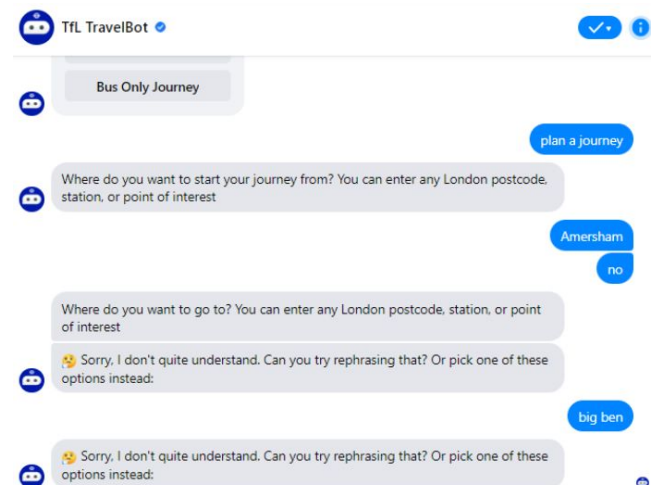 TfL TravelBot
Bus Only Journey
plan a journey
Where do you want to start your journey from? You can enter any London postcode,
station, or point of interest
Amersham
no
Where do you want to go to? You can enter any London postcode, station, or point
of interest
🤔 Sorry, I don't quite understand. Can you try rephrasing that? Or pick one of these
options instead:
big ben
🤔 Sorry, I don't quite understand. Can you try rephrasing that? Or pick one of these
options instead: